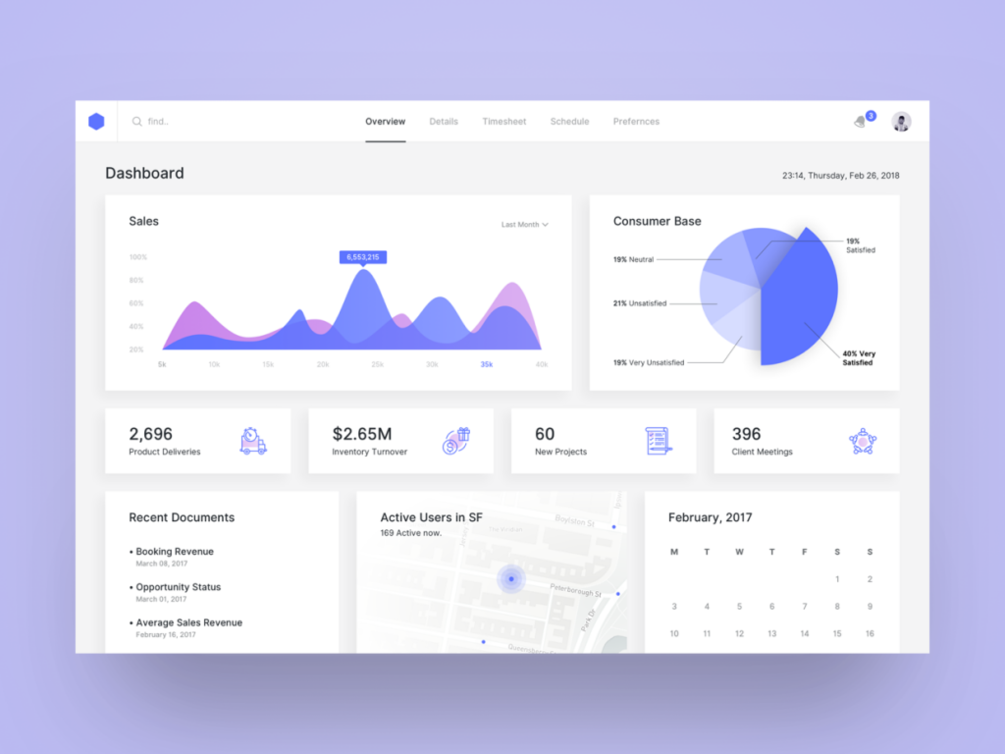 find..
Overview
Details
Timesheet
Schedule
Prefernces
3
Dashboard
23:14, Thursday, Feb 26, 2018
Sales
Last Month
6,553,215
100%
80%
60%
40%
20%
5k
10k
15k
20k
25k
30k
35k
40k
Consumer Base
19%
Satisfied
19% Neutral
21% Unsatisfied
19% Very Unsatisfied
40% Very
Satisfied
2,696
Product Deliveries
$2.65M
Inventory Turnover
60
New Projects
396
Client Meetings
Recent Documents
• Booking Revenue
March 08, 2017
• Opportunity Status
March 01, 2017
• Average Sales Revenue
February 16, 2017
Active Users in SF
169 Active now.
Boylston St
Peterborough St
Park Dr
February, 2017
M T W T F S S
1 2
3 4 5 6 7 8 9
10 11 12 13 14 15 16